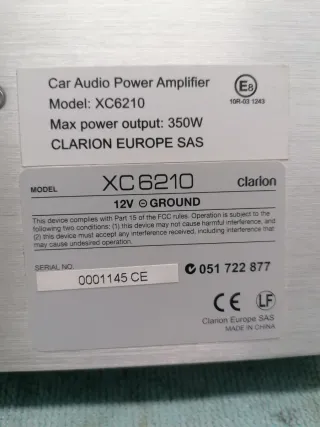 Car Audio Power Amplifier
Model: XC6210
Max power output: 350W
CLARION EUROPE SAS
E8
10R-03 1243
MODEL XC6210 clarion
12V ⊖ GROUND
This device complies with Part 15 of the FCC rules. Operation is subject to the
following two conditions: (1) this device may not cause harmful interference, and
(2) this device must accept any interference received, including interference that
may cause undesired operation.
SERIAL NO.
0001145 CE
051 722 877
CE LF
Clarion Europe SAS
MADE IN CHINA